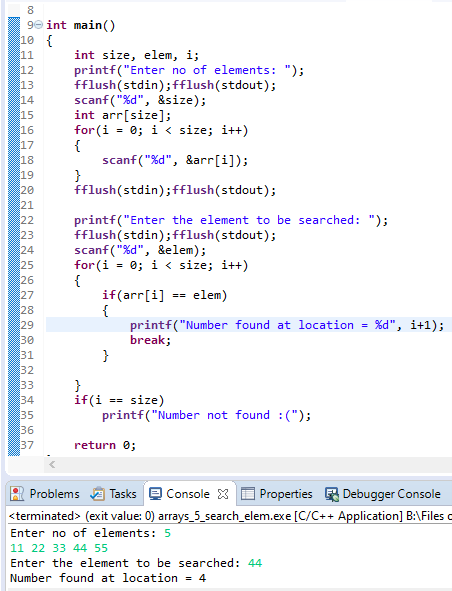 8
9 int main()
10 {
11     int size, elem, i;
12     printf("Enter no of elements: ");
13     fflush(stdin);fflush(stdout);
14     scanf("%d", &size);
15     int arr[size];
16     for(i = 0; i < size; i++)
17     {
18         scanf("%d", &arr[i]);
19     }
20     fflush(stdin);fflush(stdout);
21
22     printf("Enter the element to be searched: ");
23     fflush(stdin);fflush(stdout);
24     scanf("%d", &elem);
25     for(i = 0; i < size; i++)
26     {
27         if(arr[i] == elem)
28         {
29             printf("Number found at location = %d", i+1);
30             break;
31         }
32
33     }
34     if(i == size)
35         printf("Number not found :(");
36
37     return 0;
Problems Tasks Console Properties Debugger Console
<terminated> (exit value: 0) arrays_5_search_elem.exe [C/C++ Application] B:\Files
Enter no of elements: 5
11 22 33 44 55
Enter the element to be searched: 44
Number found at location = 4